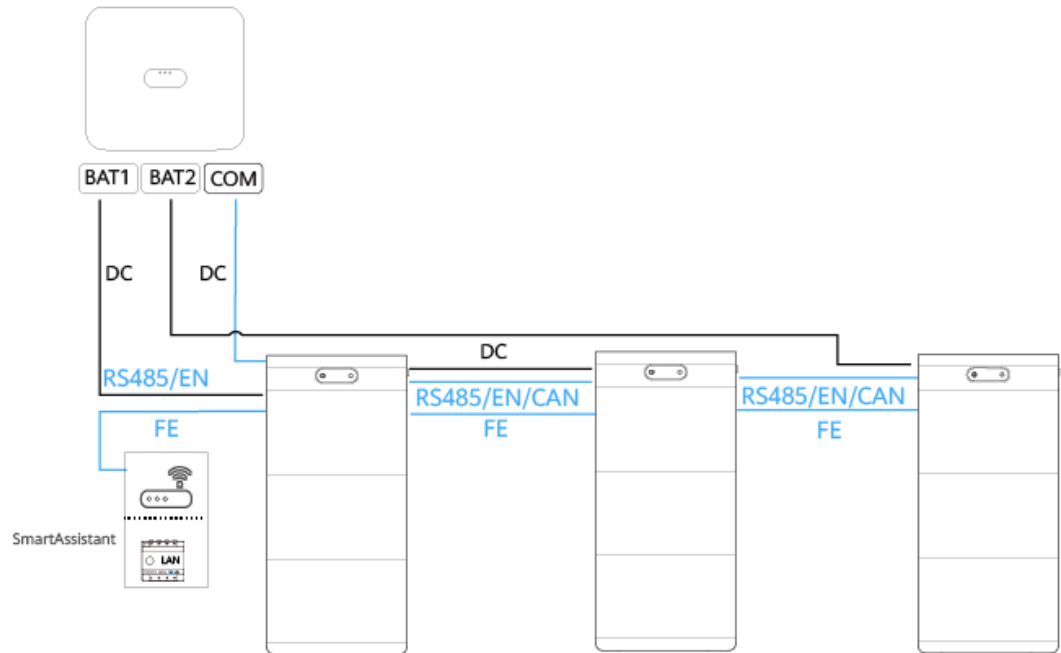 BAT1 BAT2 COM
DC DC
DC
RS485/EN
RS485/EN/CAN
RS485/EN/CAN
FE
FE
FE
SmartAssistant
LAN